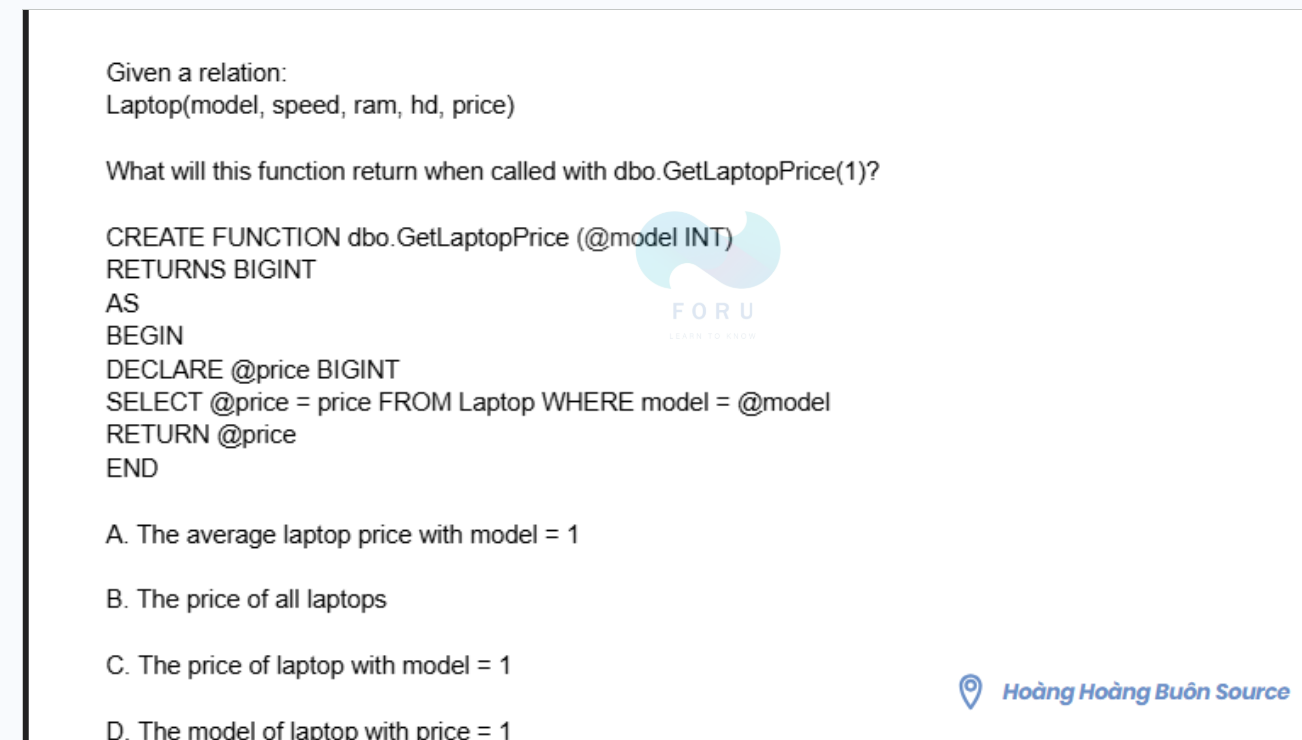 Given a relation:
Laptop(model, speed, ram, hd, price)
What will this function return when called with dbo.GetLaptopPrice(1)?
CREATE FUNCTION dbo.GetLaptopPrice (@model INT)
RETURNS BIGINT
AS
BEGIN
DECLARE @price BIGINT
SELECT @price = price FROM Laptop WHERE model = @model
RETURN @price
END
FORU
LEARN TO KNOW
A. The average laptop price with model = 1
B. The price of all laptops
C. The price of laptop with model = 1
Hoàng Hoàng Buôn Source
D. The model of laptop with price = 1